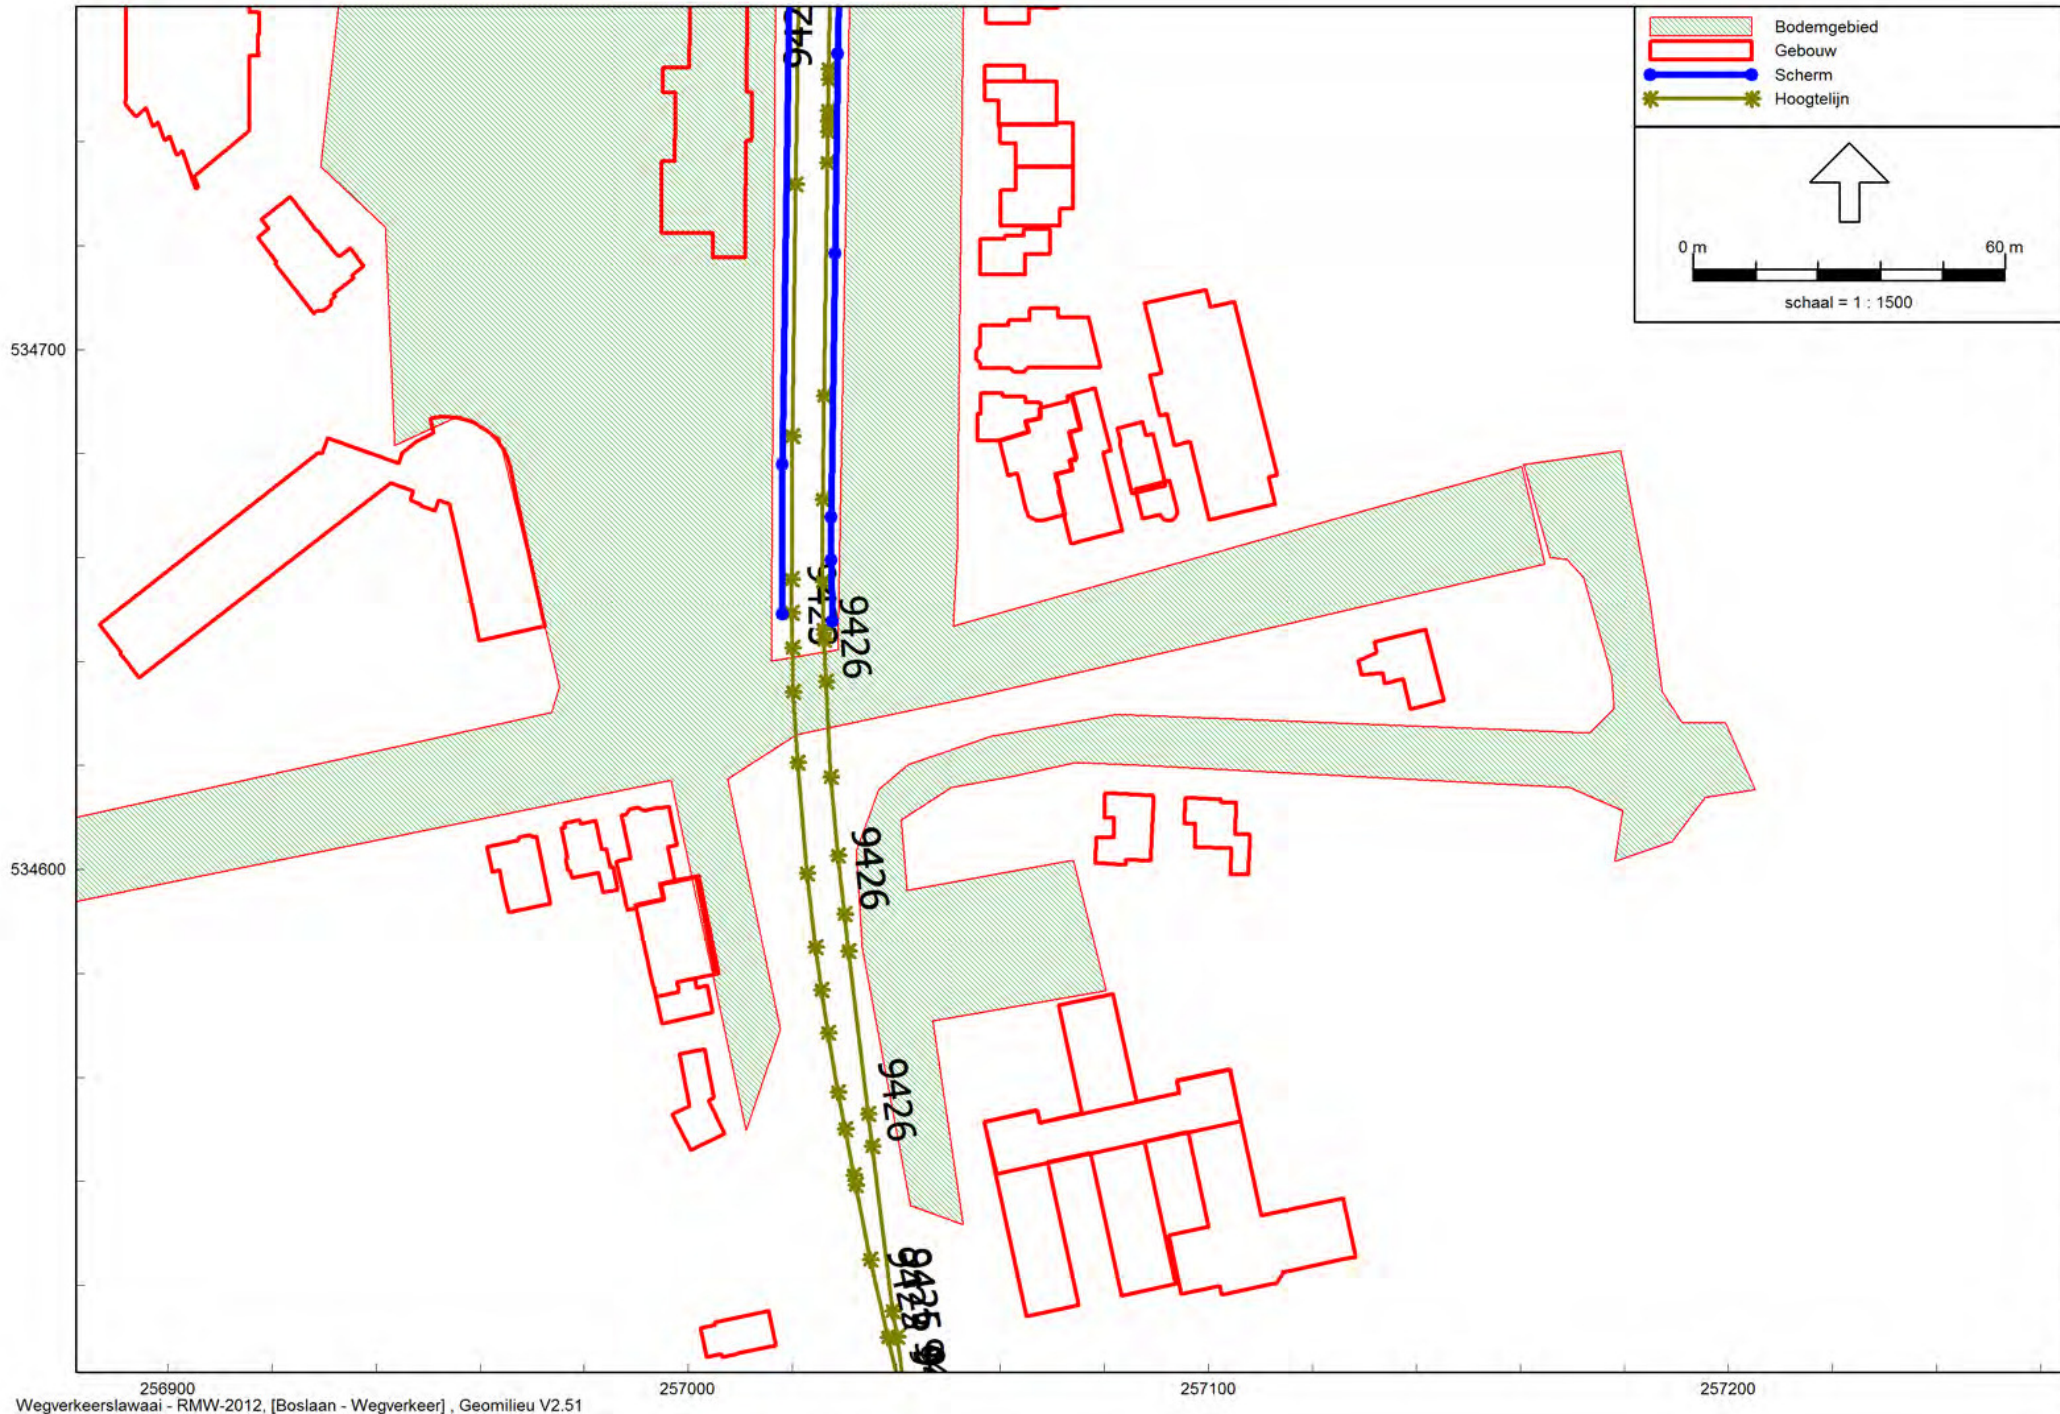 Bodemgebied
Gebouw
Scherm
Hoogtelijn
0 m 60 m
schaal = 1 : 1500
534700
9426
9426
9426
534600
256900 257000 257100 257200
Wegverkeerslawaai - RMW-2012, [Boslaan - Wegverkeer] , Geomilieu V2.51